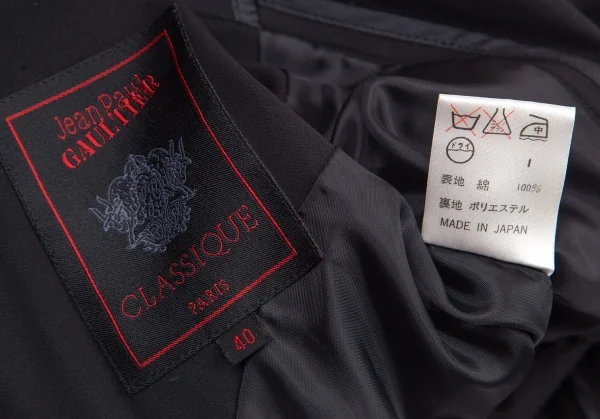 Jean Paul
GAULTIER
CLASSIQUE
PARIS
40
中
ドライ
I
表地 綿 100%
裏地 ポリエステル
MADE IN JAPAN